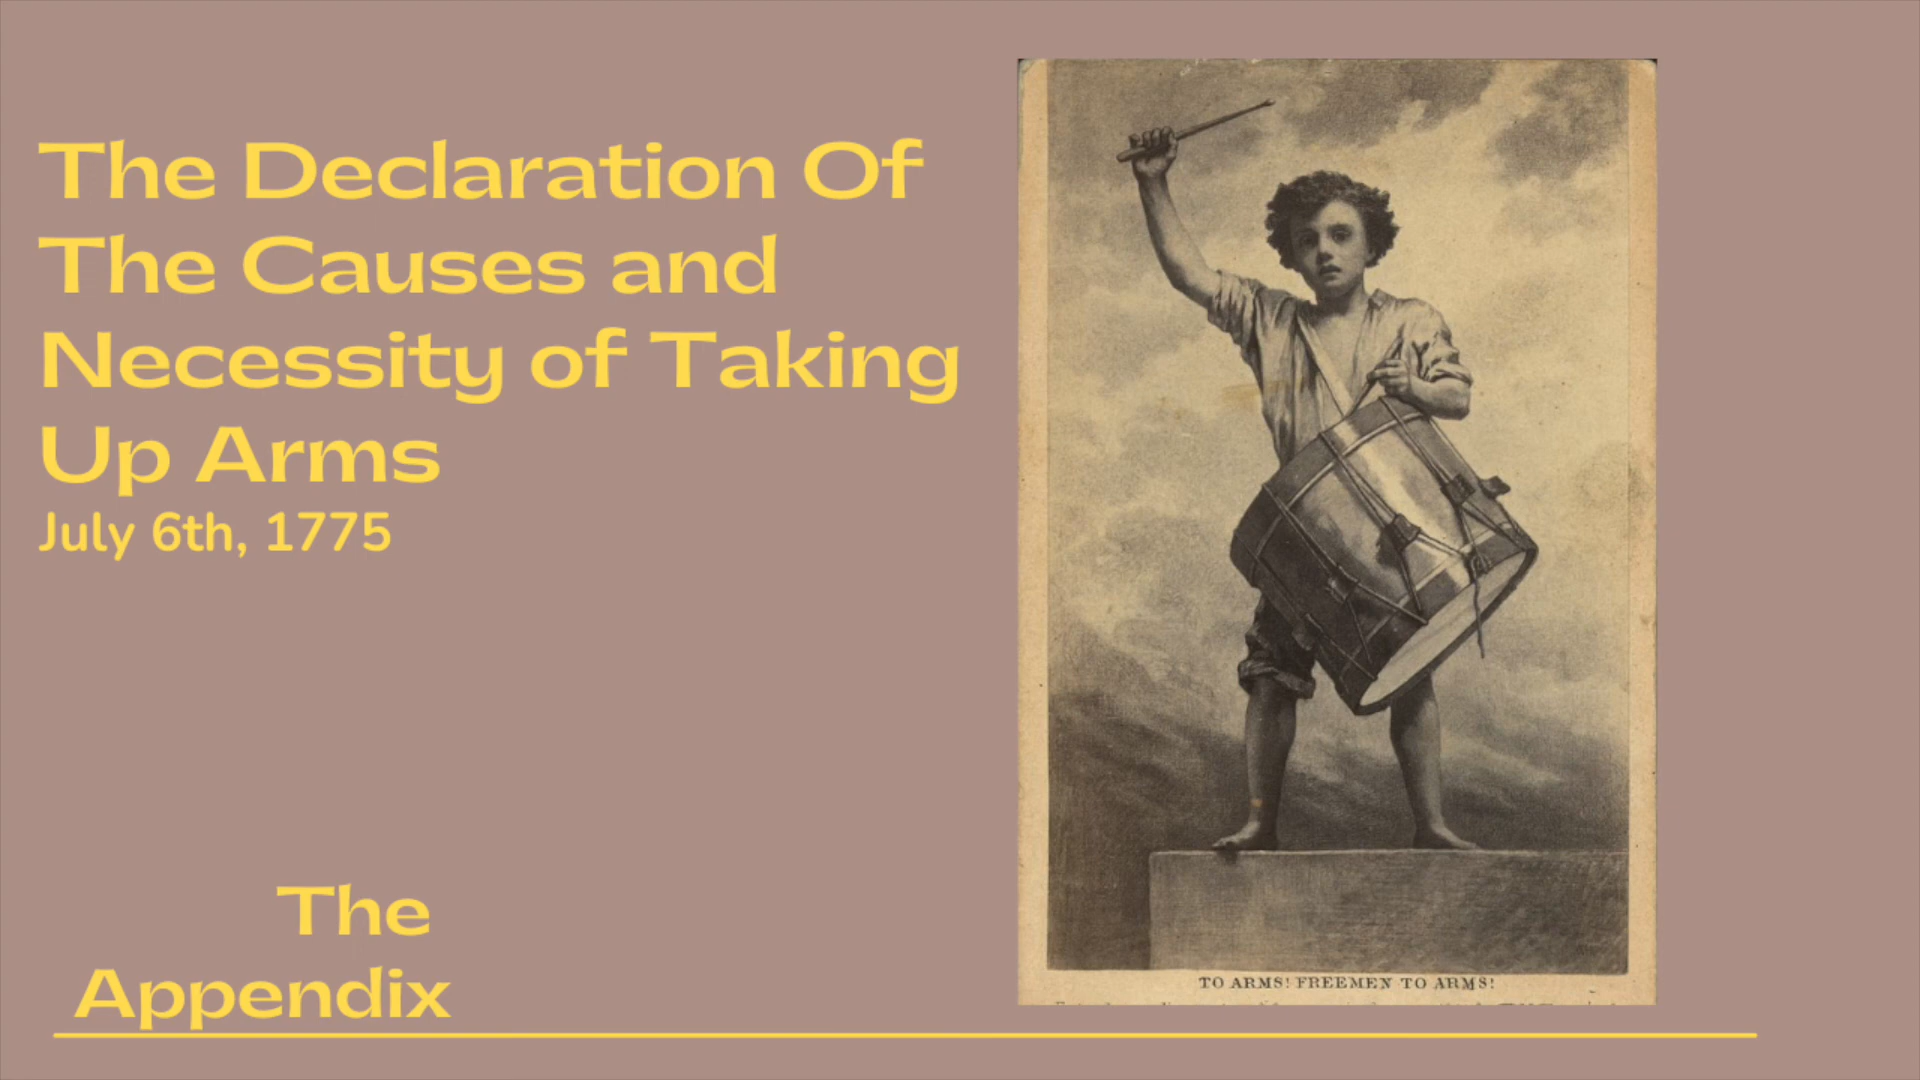 The Declaration Of
The Causes and
Necessity of Taking
Up Arms
July 6th, 1775
The
Appendix
TO ARMS! FREEMEN TO ARMS!